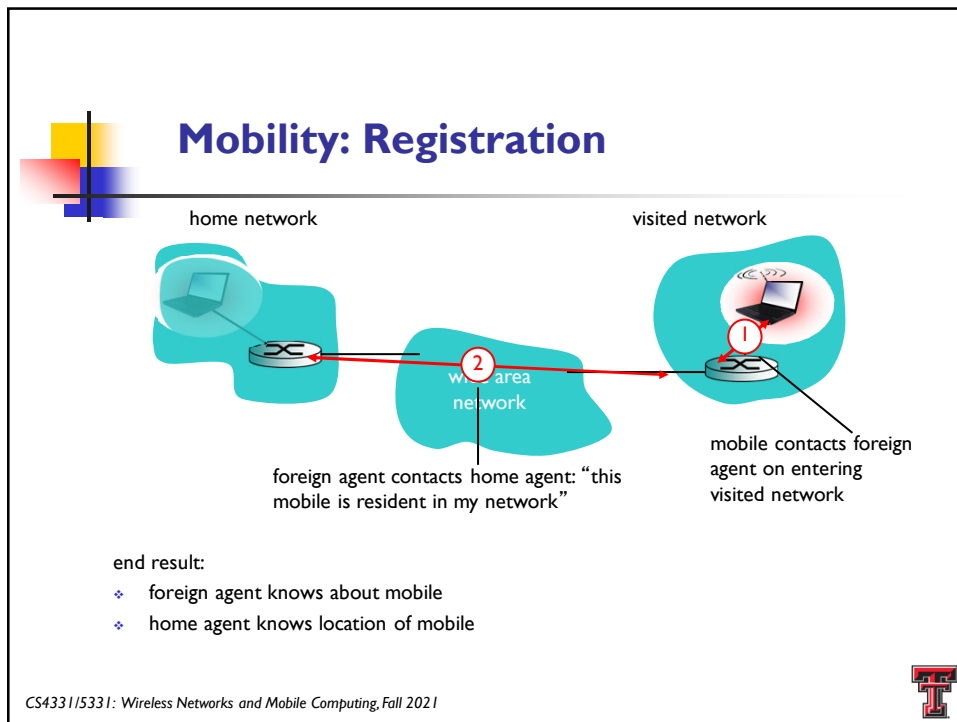 Mobility: Registration
home network
visited network
1
2
wide area
network
mobile contacts foreign
agent on entering
visited network
foreign agent contacts home agent: “this
mobile is resident in my network”
end result:
❖ foreign agent knows about mobile
❖ home agent knows location of mobile
CS4331/5331: Wireless Networks and Mobile Computing, Fall 2021